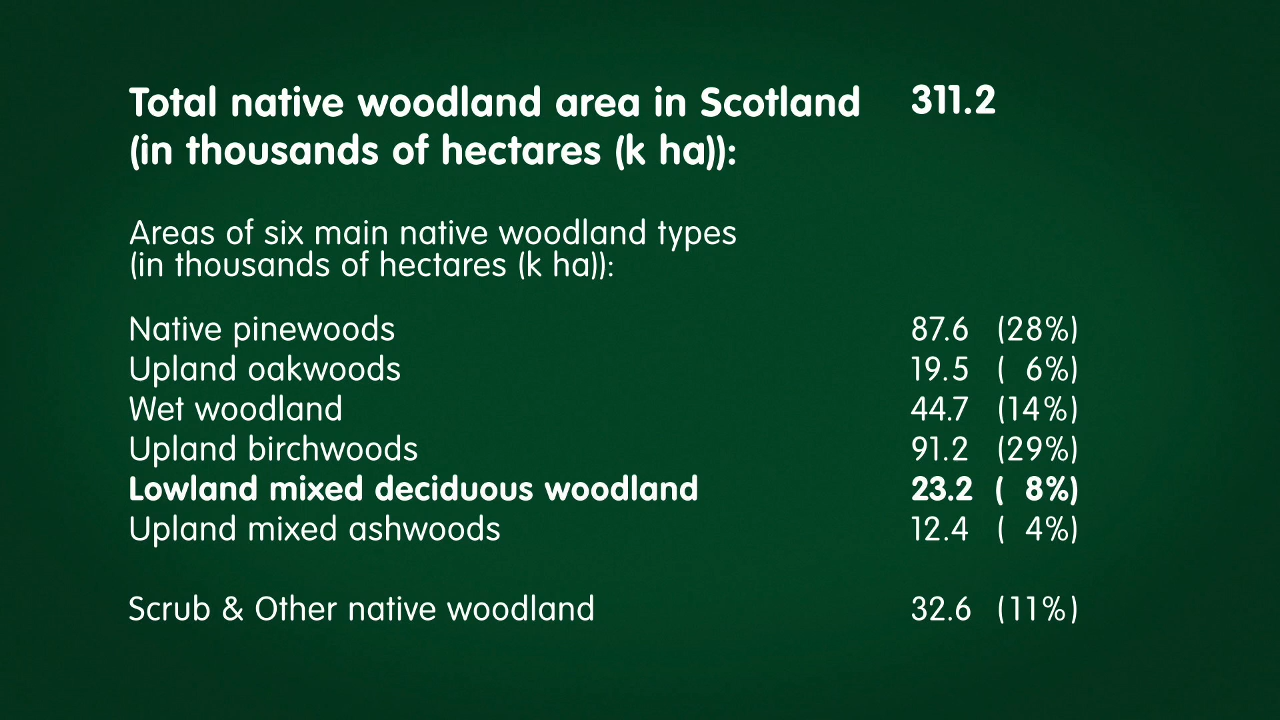 Total native woodland area in Scotland 311.2
(in thousands of hectares (k ha)):
Areas of six main native woodland types
(in thousands of hectares (k ha)):
Native pinewoods 87.6 (28%)
Upland oakwoods 19.5 ( 6%)
Wet woodland 44.7 (14%)
Upland birchwoods 91.2 (29%)
Lowland mixed deciduous woodland 23.2 ( 8%)
Upland mixed ashwoods 12.4 ( 4%)
Scrub & Other native woodland 32.6 (11%)